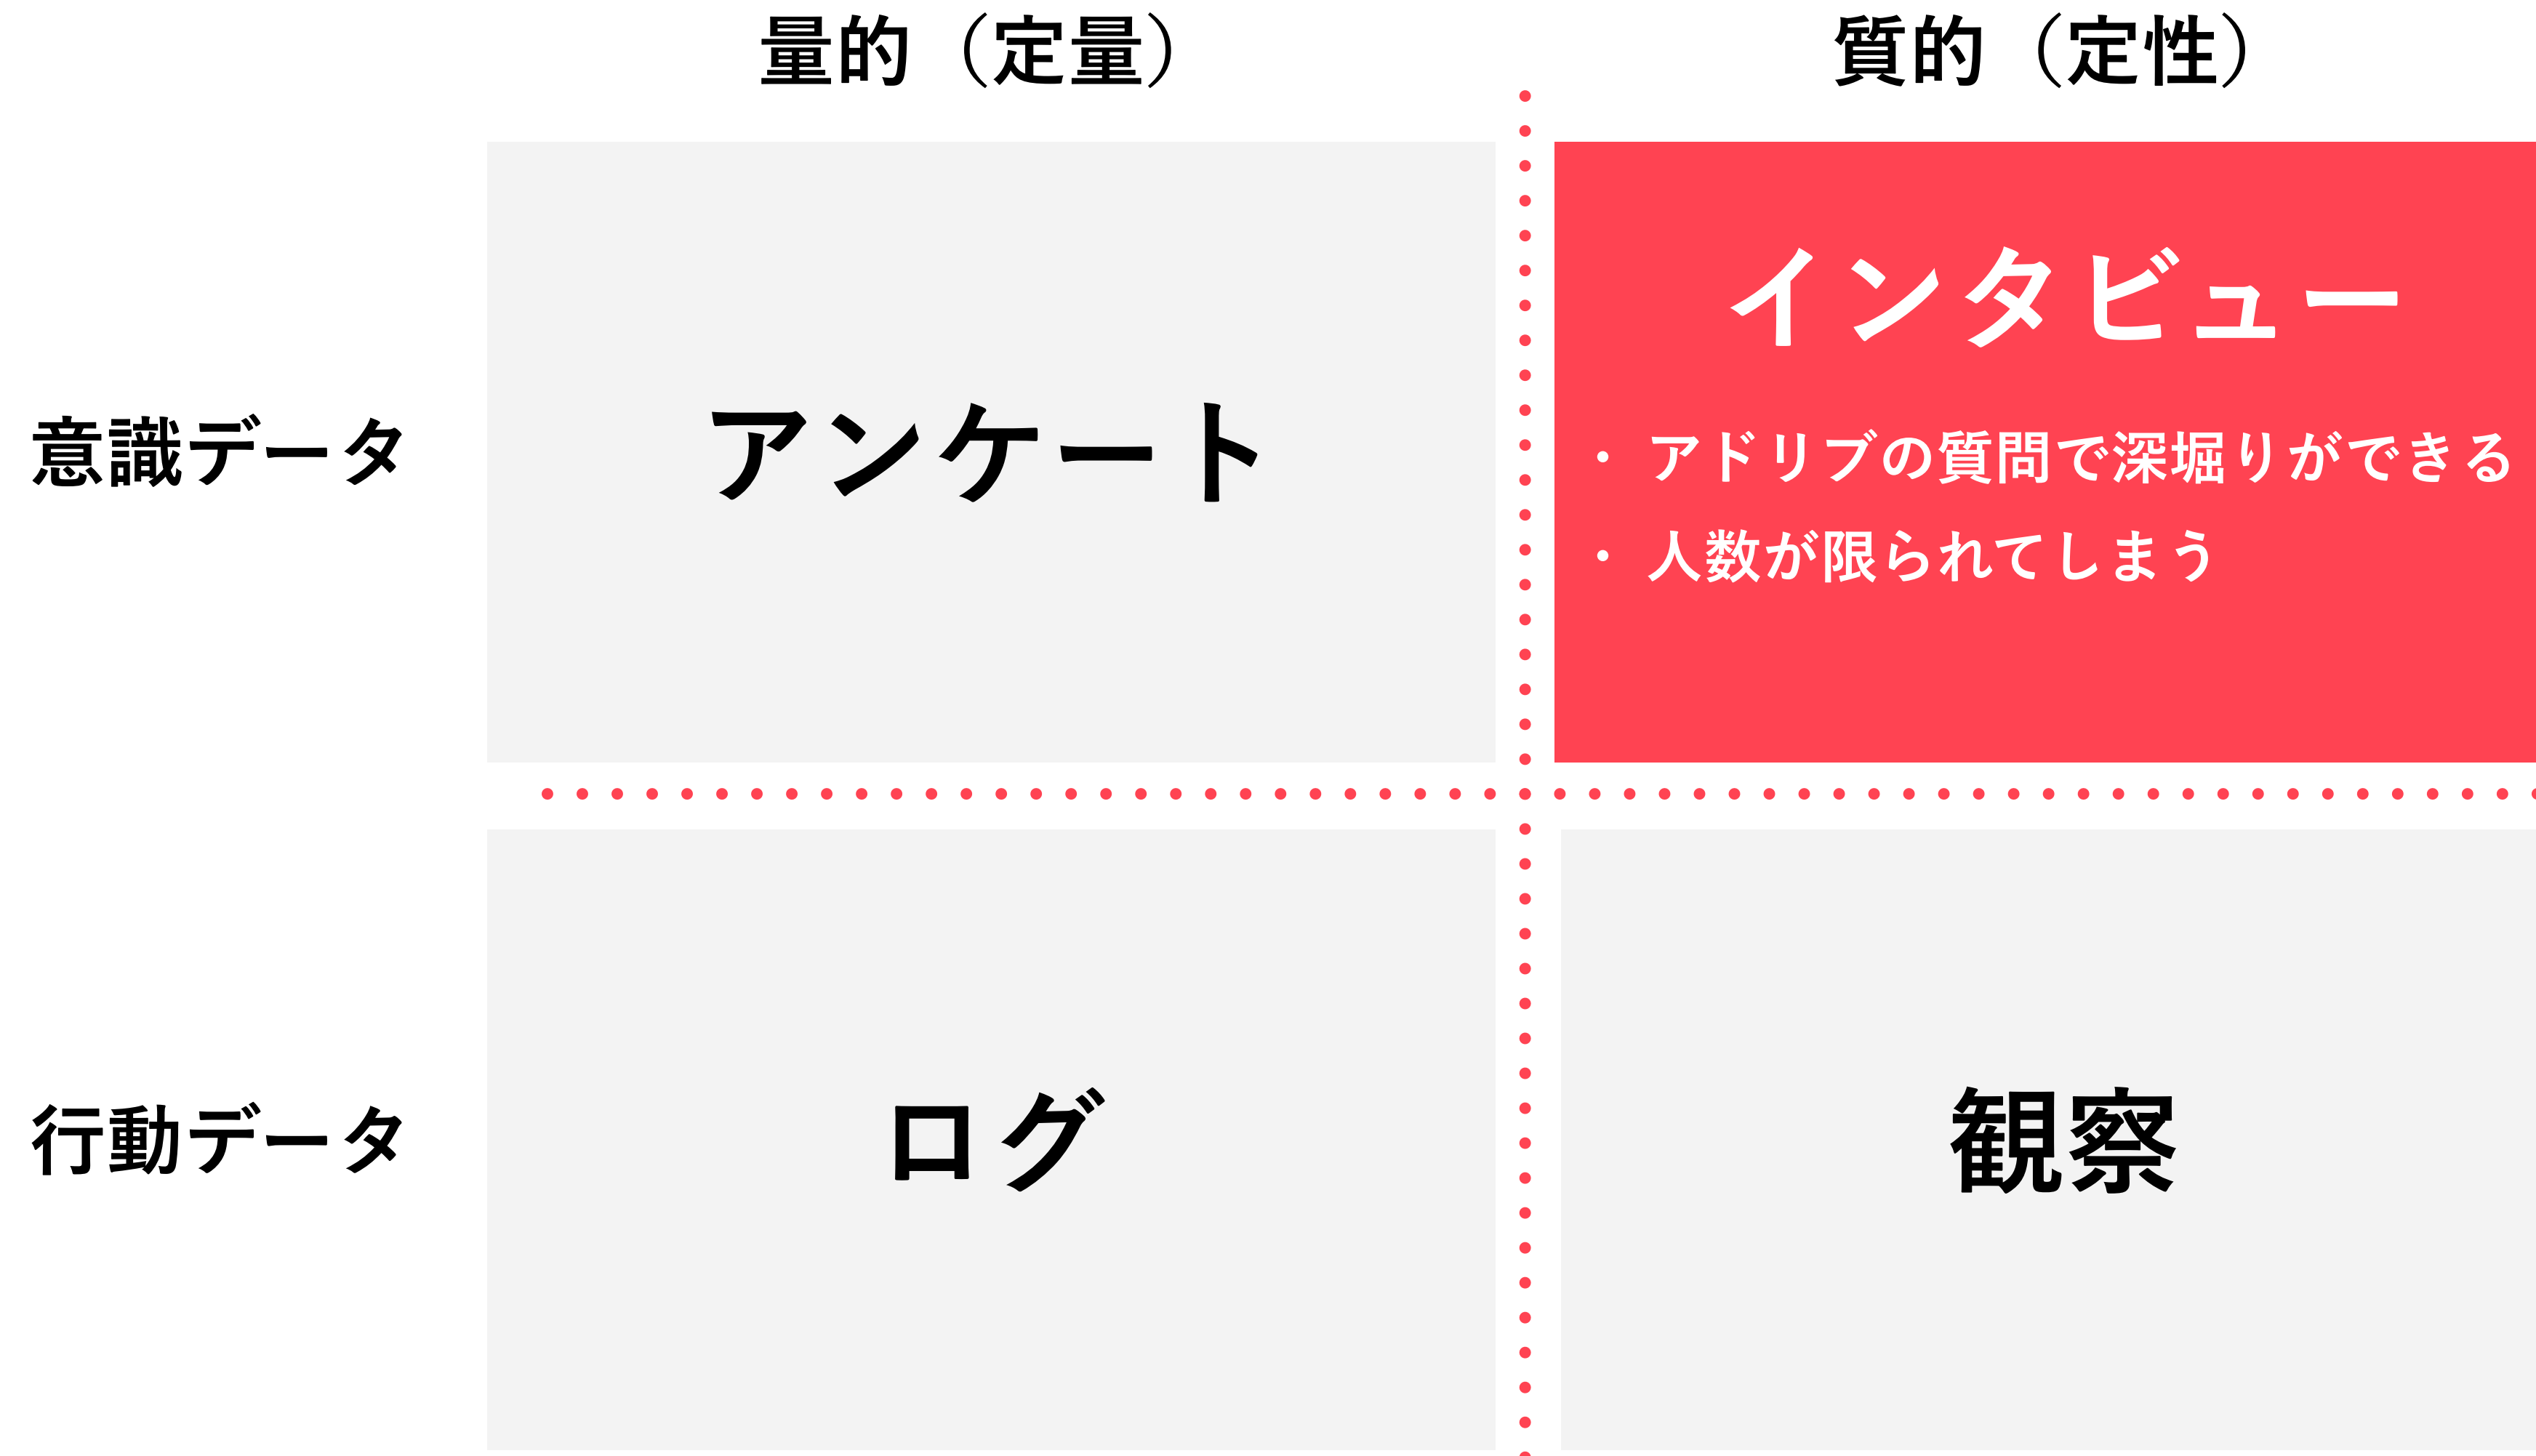 量的（定量）
質的（定性）
意識データ
アンケート
インタビュー
・ アドリブの質問で深堀りができる
・ 人数が限られてしまう
行動データ
ログ
観察